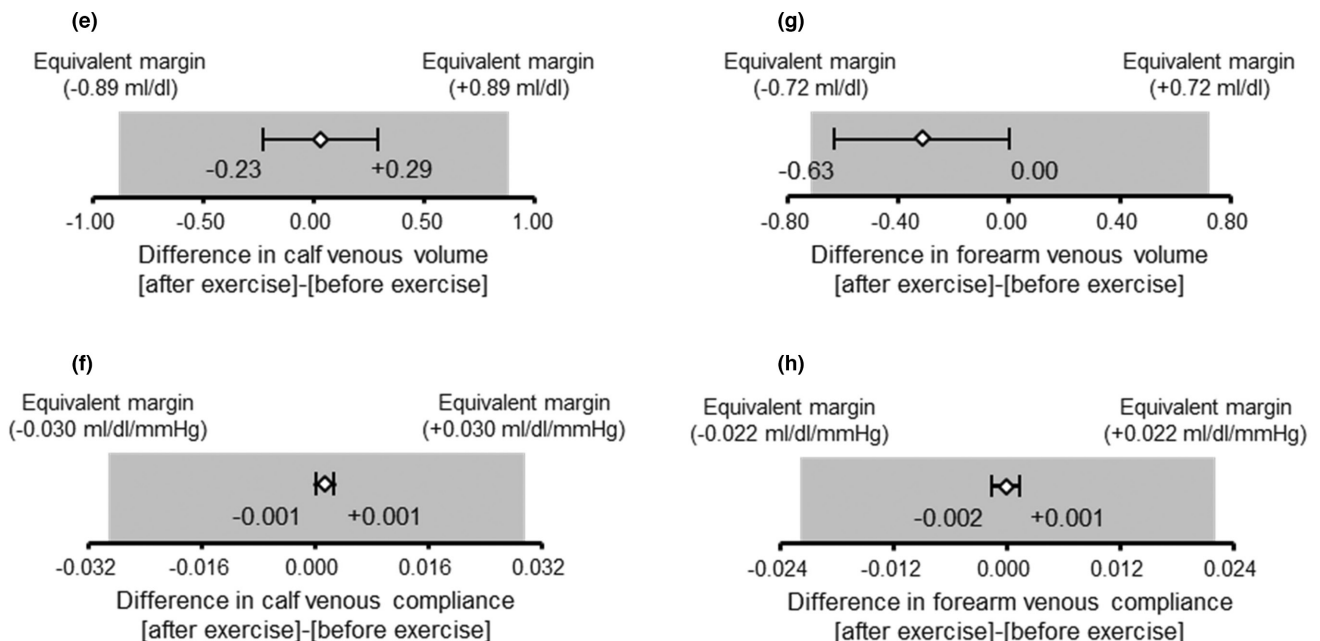 (e)
Equivalent margin
(-0.89 ml/dl)
Equivalent margin
(+0.89 ml/dl)
-0.23
+0.29
-1.00
-0.50
0.00
0.50
1.00
Difference in calf venous volume
[after exercise]-[before exercise]
(g)
Equivalent margin
(-0.72 ml/dl)
Equivalent margin
(+0.72 ml/dl)
-0.63
0.00
-0.80
-0.40
0.00
0.40
0.80
Difference in forearm venous volume
[after exercise]-[before exercise]
(f)
Equivalent margin
(-0.030 ml/dl/mmHg)
Equivalent margin
(+0.030 ml/dl/mmHg)
-0.001
+0.001
-0.032
-0.016
0.000
0.016
0.032
Difference in calf venous compliance
[after exercise]-[before exercise]
(h)
Equivalent margin
(-0.022 ml/dl/mmHg)
Equivalent margin
(+0.022 ml/dl/mmHg)
-0.002
+0.001
-0.024
-0.012
0.000
0.012
0.024
Difference in forearm venous compliance
[after exercise]-[before exercise]